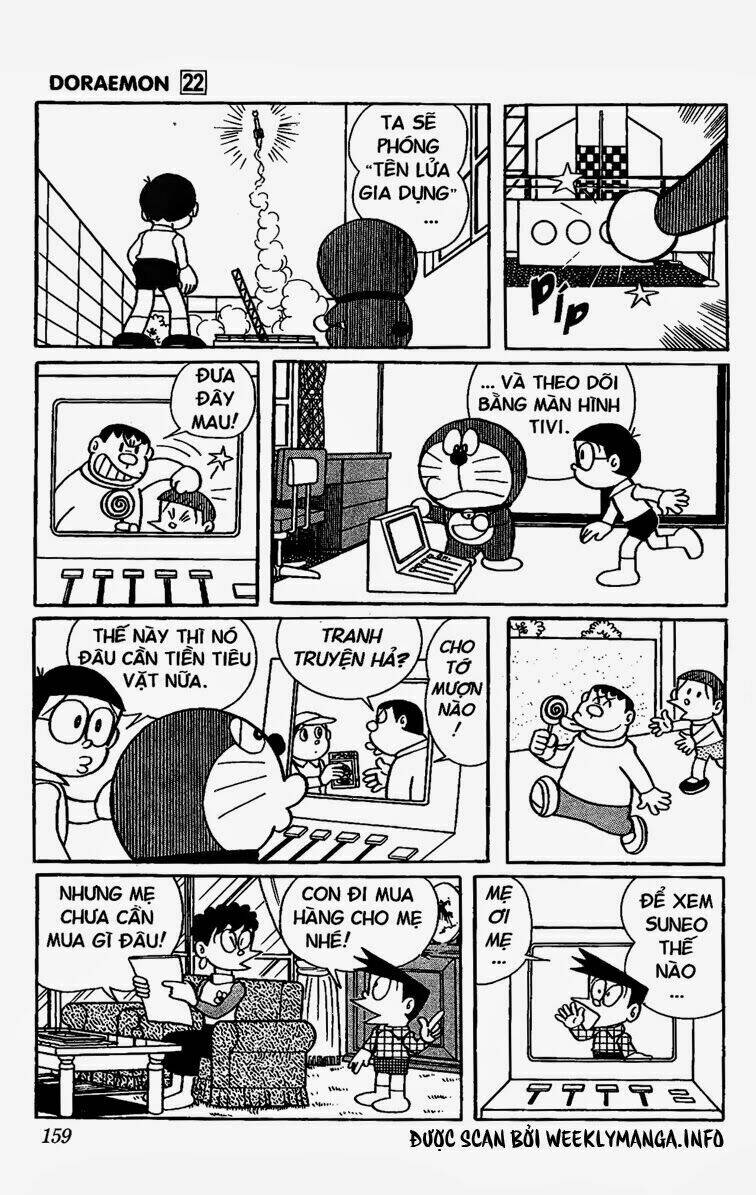 DORAEMON 22
PÍP
TA SẼ
PHÓNG
"TÊN LỬA
GIA DỤNG"
...
... VÀ THEO DÕI
BẰNG MÀN HÌNH
TIVI.
ĐƯA
ĐÂY
MAU!
TRANH
TRUYỆN HẢ?
CHO
TỚ
MƯỢN
NÀO
!
THẾ NÀY THÌ NÓ
ĐÂU CẦN TIỀN TIÊU
VẶT NỮA.
ĐỂ XEM
SUNEO
THẾ
NÀO
...
MẸ
ƠI
MẸ
...
CON ĐI MUA
HÀNG CHO MẸ
NHÉ!
NHƯNG MẸ
CHƯA CẦN
MUA GÌ ĐÂU!
159
ĐƯỢC SCAN BỞI WEEKLYMANGA.INFO